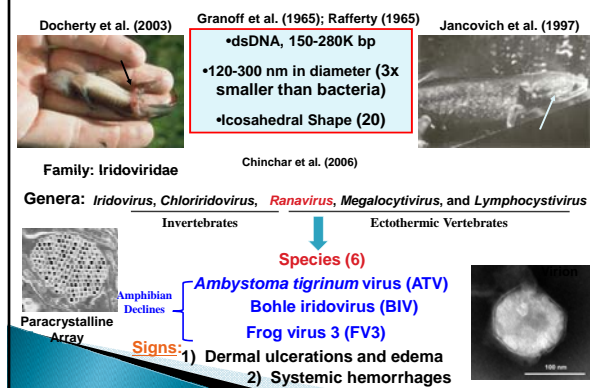 Docherty et al. (2003)
Granoff et al. (1965); Rafferty (1965)
Jancovich et al. (1997)
•dsDNA, 150-280K bp
•120-300 nm in diameter (3x
smaller than bacteria)
•Icosahedral Shape (20)
Family: Iridoviridae
Chinchar et al. (2006)
Genera: Iridovirus, Chloriridovirus, Ranavirus, Megalocytivirus, and Lymphocystivirus
Invertebrates
Ectothermic Vertebrates
Species (6)
Ambystoma tigrinum virus (ATV)
Virion
Amphibian
Declines
Bohle iridovirus (BIV)
Paracrystalline
Array
Frog virus 3 (FV3)
Signs:
1) Dermal ulcerations and edema
100 nm
2) Systemic hemorrhages